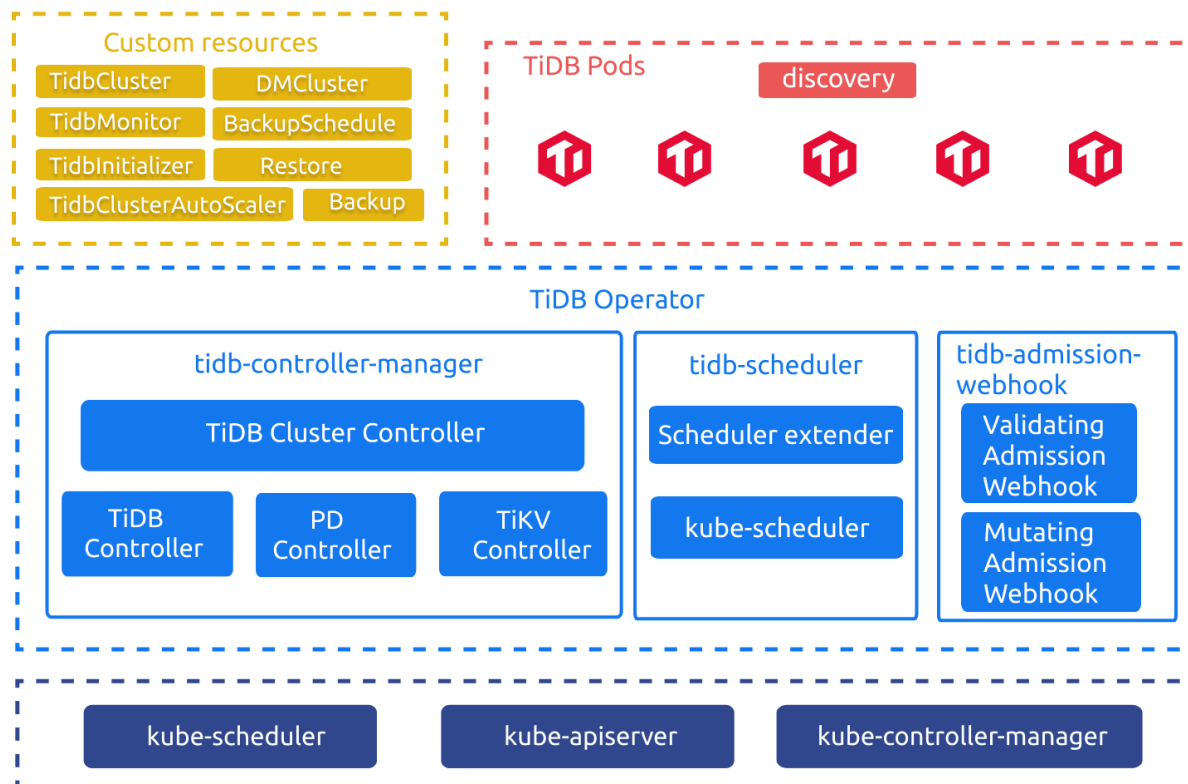 Custom resources
TidbCluster
DMCluster
TidbMonitor
BackupSchedule
TidbInitializer
Restore
TidbClusterAutoScaler
Backup
TiDB Pods
discovery
TiDB Operator
tidb-controller-manager
TiDB Cluster Controller
TiDB
Controller
PD
Controller
TiKV
Controller
tidb-scheduler
Scheduler extender
kube-scheduler
tidb-admission-
webhook
Validating
Admission
Webhook
Mutating
Admission
Webhook
kube-scheduler
kube-apiserver
kube-controller-manager